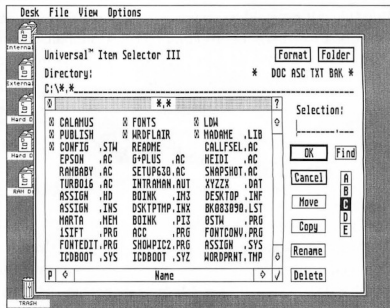 Desk File View Options
Universal™ Item Selector III
Format Folder
Directory:
* DOC ASC TXT BAK *
C:\*.*
*.*
?
Selection:
CALAMUS FONTS LDW
PUBLISH WRDFLAIR MADAME .LIB
CONFIG .STW README CALLFSEL.AC
EPSON .AC G+PLUS .AC HEIDI .AC
RAMBABY .AC SETUP630.AC SNAPSHOT.AC
TURBO16 .AC INTRAMAN.AUT XYZZX .DAT
ASSIGN .HD BOINK .IM3 DESKTOP .INF
ASSIGN .INS DSKTPTMP.INX BK083090.LST
MARTA .MEM BOINK .PI3 OSTW .PRG
1SIFT .PRG ACC .PRG FONTCONV.PRG
FONTEDIT.PRG SHOWPIC2.PRG ASSIGN .SYS
ICDBOOT .SYS ICDBOOT .SYZ WORDPRNT.TMP
P
Name
OK Find
Cancel
Move
Copy
Rename
Delete
A
B
C
D
E
Internal
External
Hard D
Hard D
RAM Di
TRASH